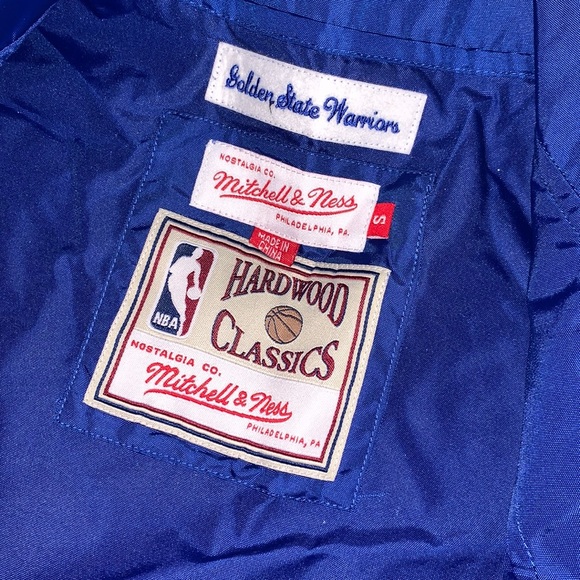 Golden State Warriors
NOSTALGIA CO.
Mitchell & Ness
PHILADELPHIA, PA.
S
MADE IN
CHINA
NBA
HARDWOOD
CLASSICS
NOSTALGIA CO.
Mitchell & Ness
PHILADELPHIA, PA